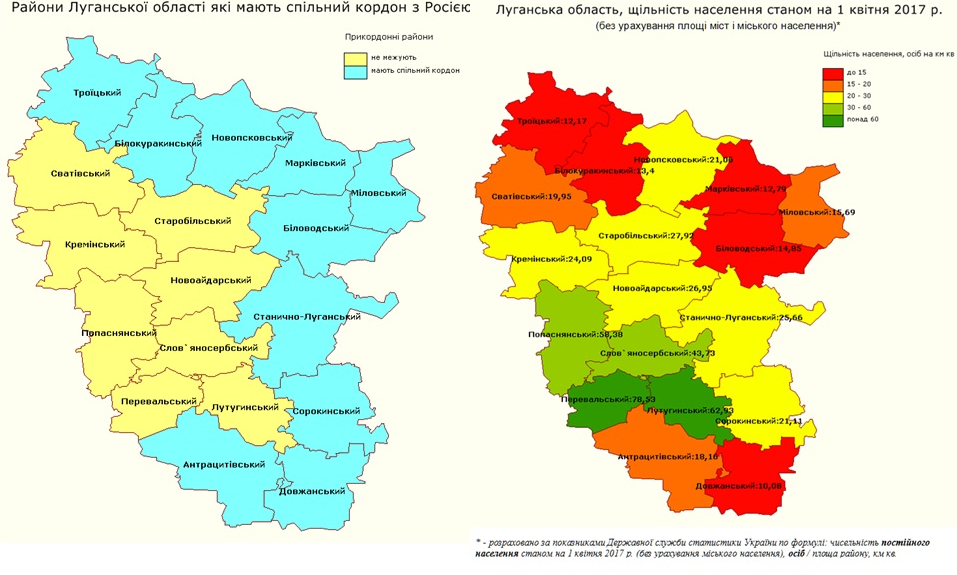 Райони Луганської області які мають спільний кордон з Росією
Прикордонні райони
не межують
мають спільний кордон
Троїцький
Білокуракинський
Новопсковський
Марківський
Сватівський
Міловський
Старобільський
Біловодський
Кремінський
Новоайдарський
Станично-Луганський
Попаснянський
Слов`яносербський
Перевальський
Лутугинський
Сорокинський
Антрацитівський
Довжанський
Луганська область, щільність населення станом на 1 квітня 2017 р.
(без урахування площі міст і міського населення)*
Щільність населення, осіб на км кв
до 15
15 - 20
20 - 30
30 - 60
понад 60
Троїцький:12,17
Новопсковський:21,06
Білокуракинський:13,4
Марківський:12,79
Сватівський:19,95
Міловський:15,69
Старобільський:27,92
Біловодський:14,85
Кремінський:24,09
Новоайдарський:26,95
Станично-Луганський:25,66
Попаснянський:58,38
Слов`яносербський:43,73
Перевальський:78,53
Лутугинський:62,93
Сорокинський:21,11
Антрацитівський:18,16
Довжанський:10,08
* - розраховано за показниками Державної служби статистики України по формулі: чисельність постійного
населення станом на 1 квітня 2017 р. (без урахування міського населення), осіб / площа району, км кв.